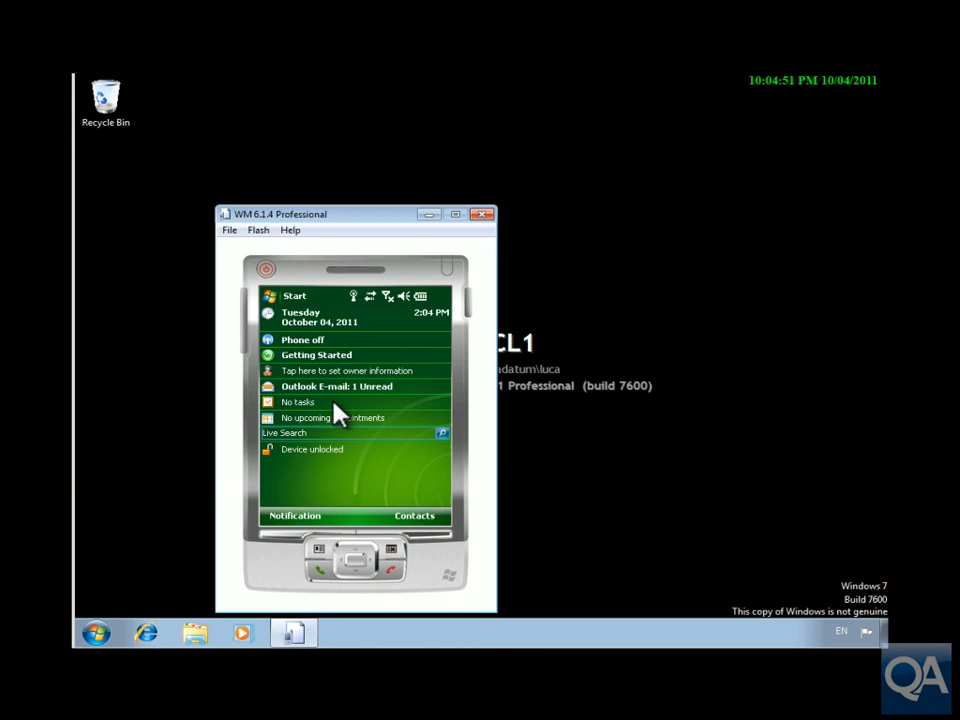 10:04:51 PM 10/04/2011
Recycle Bin
WM 6.1.4 Professional
File Flash Help
Start
Tuesday 2:04 PM
October 04, 2011
Phone off
Getting Started
Tap here to set owner information
Outlook E-mail: 1 Unread
No tasks
No upcoming intments
Live Search
Device unlocked
Notification Contacts
CL1
adatum\luca
1 Professional (build 7600)
Windows 7
Build 7600
This copy of Windows is not genuine
EN
QA